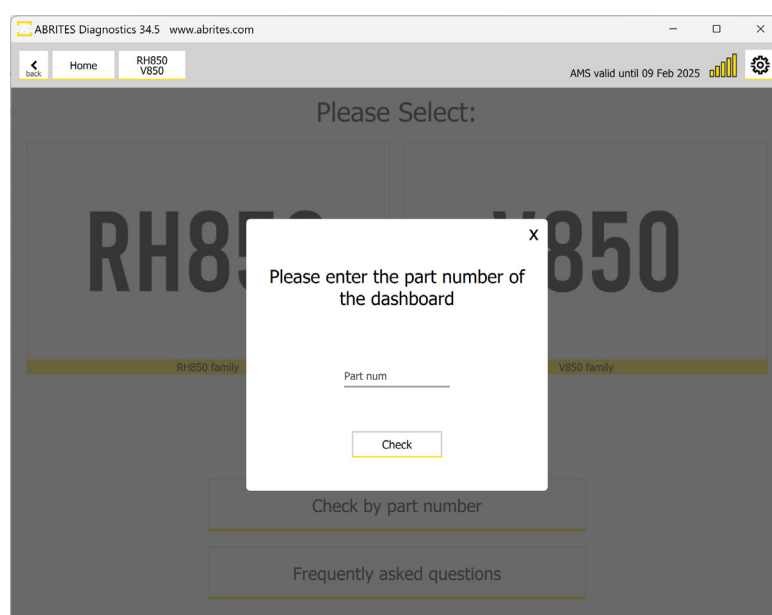 ABRITES Diagnostics 34.5 www.abrites.com
back
Home
RH850
V850
AMS valid until 09 Feb 2025
Please Select:
Please enter the part number of
the dashboard
X
Part num
Check
RH850 family
V850 family
Check by part number
Frequently asked questions